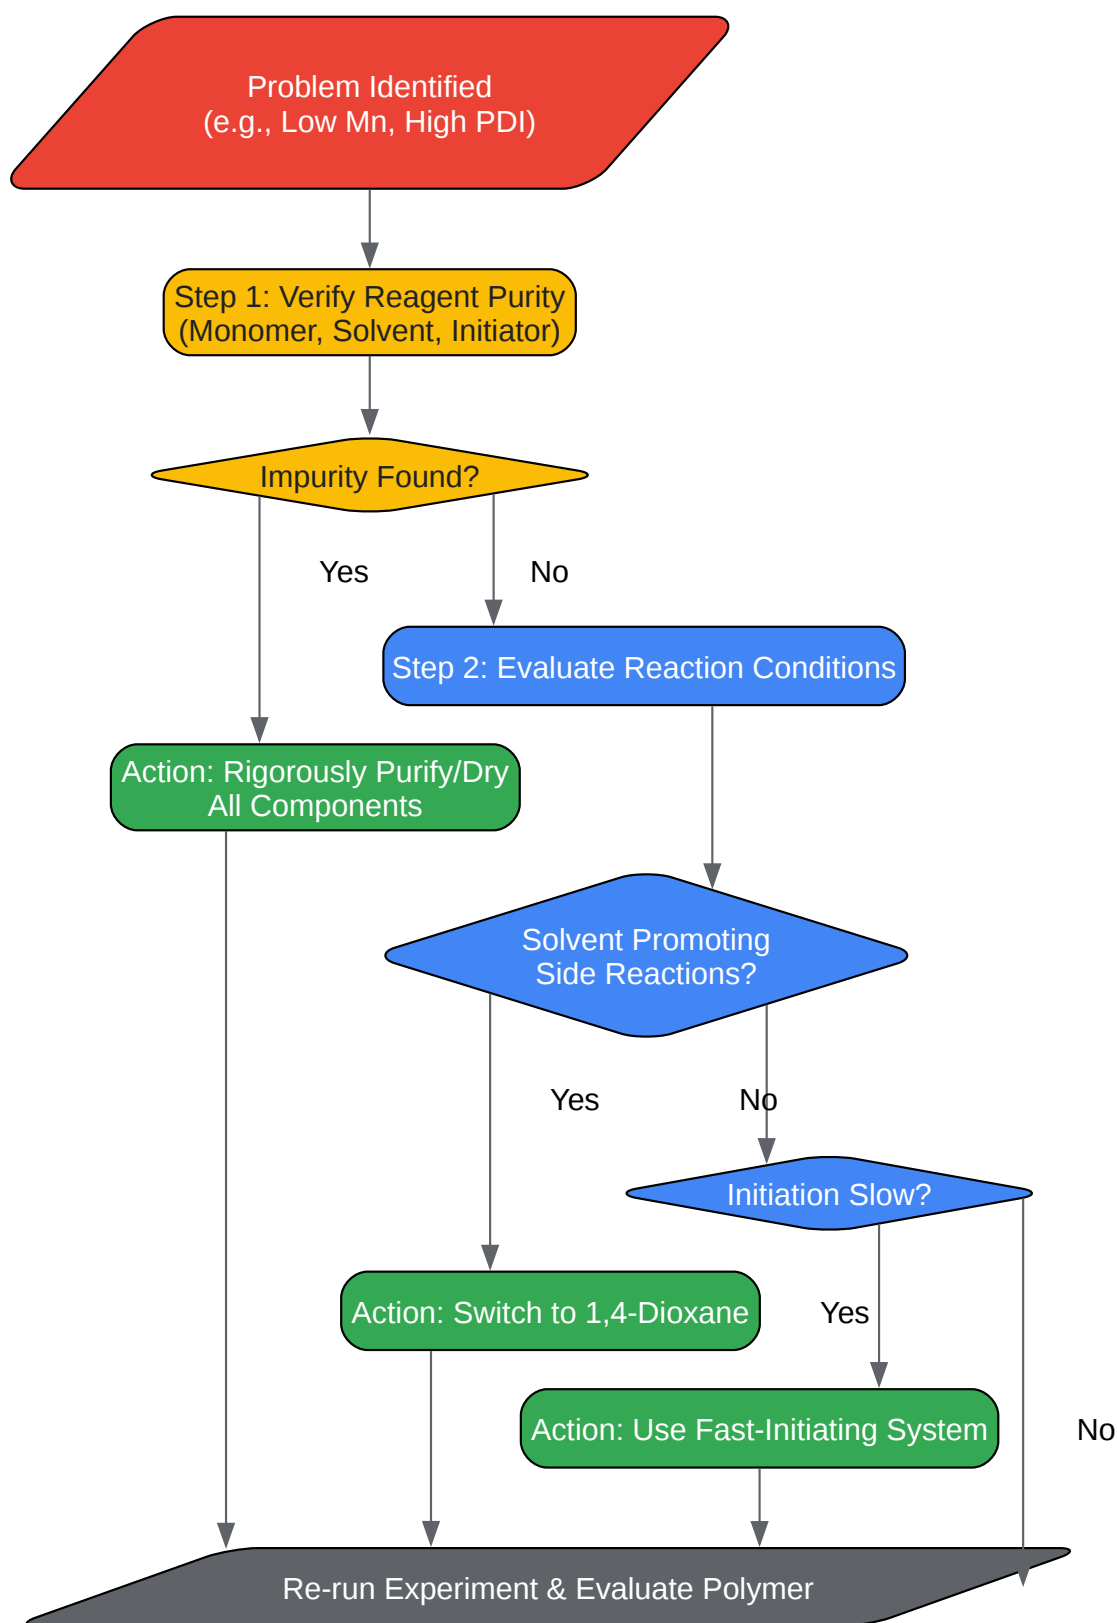 Problem Identified
(e.g., Low Mn, High PDI)
Step 1: Verify Reagent Purity
(Monomer, Solvent, Initiator)
Impurity Found?
Yes
No
Step 2: Evaluate Reaction Conditions
Action: Rigorously Purify/Dry
All Components
Solvent Promoting
Side Reactions?
Yes
No
Initiation Slow?
Action: Switch to 1,4-Dioxane
Yes
Action: Use Fast-Initiating System
No
Re-run Experiment & Evaluate Polymer